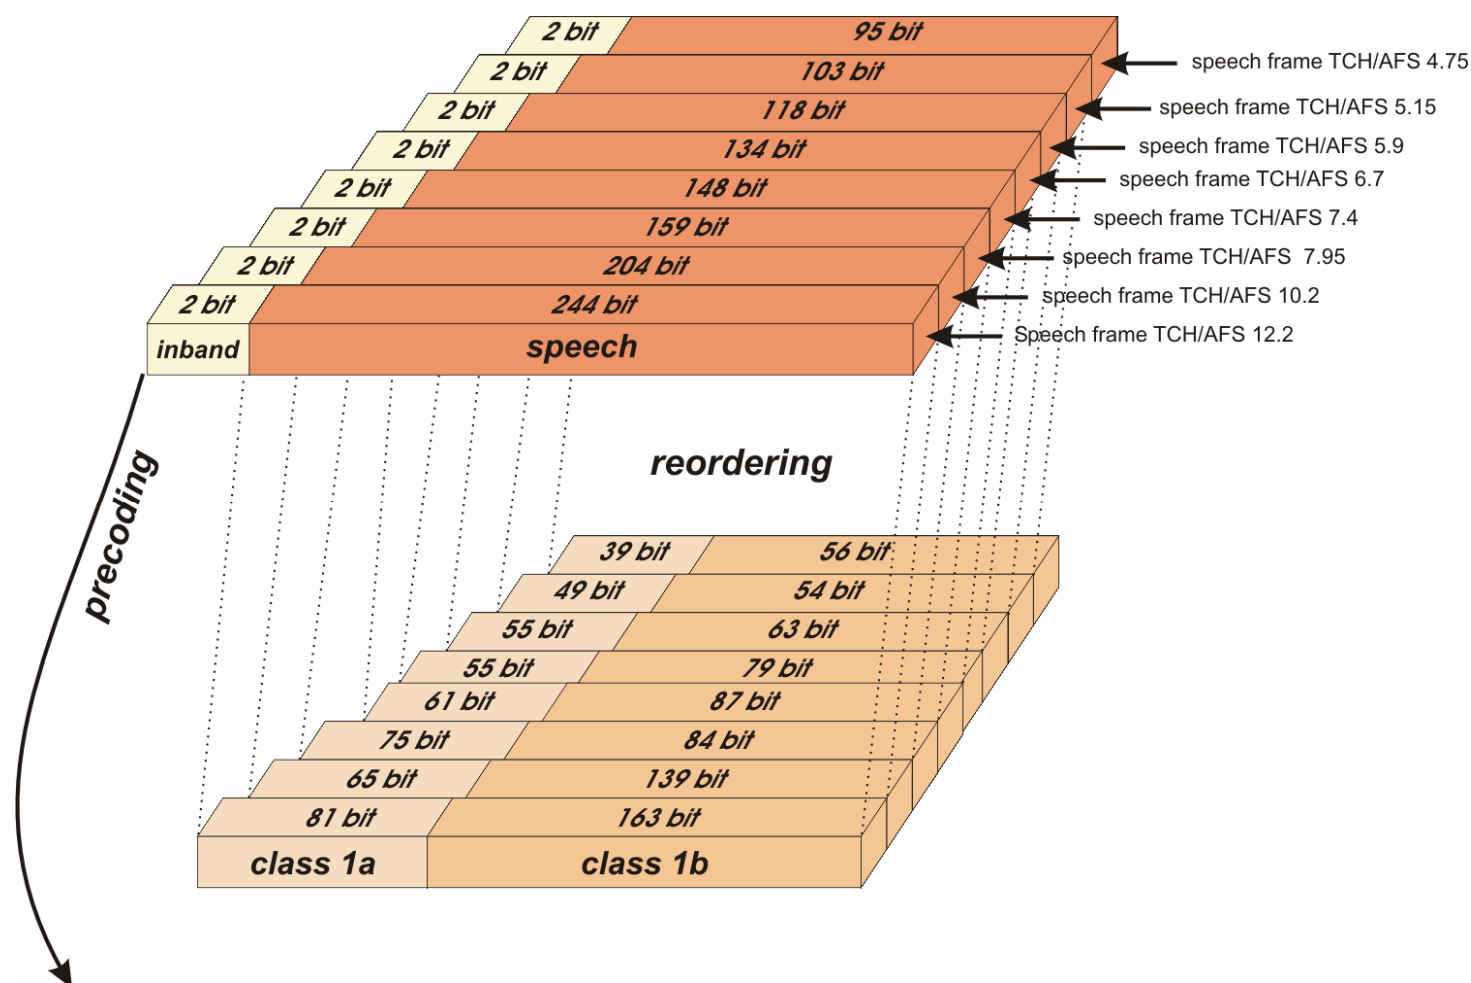 2 bit 95 bit
speech frame TCH/AFS 4.75
2 bit 103 bit
speech frame TCH/AFS 5.15
2 bit 118 bit
speech frame TCH/AFS 5.9
2 bit 134 bit
speech frame TCH/AFS 6.7
2 bit 148 bit
speech frame TCH/AFS 7.4
2 bit 159 bit
speech frame TCH/AFS 7.95
2 bit 204 bit
speech frame TCH/AFS 10.2
2 bit 244 bit
Speech frame TCH/AFS 12.2
inband speech
reordering
precoding
39 bit 56 bit
49 bit 54 bit
55 bit 63 bit
55 bit 79 bit
61 bit 87 bit
75 bit 84 bit
65 bit 139 bit
81 bit 163 bit
class 1a class 1b